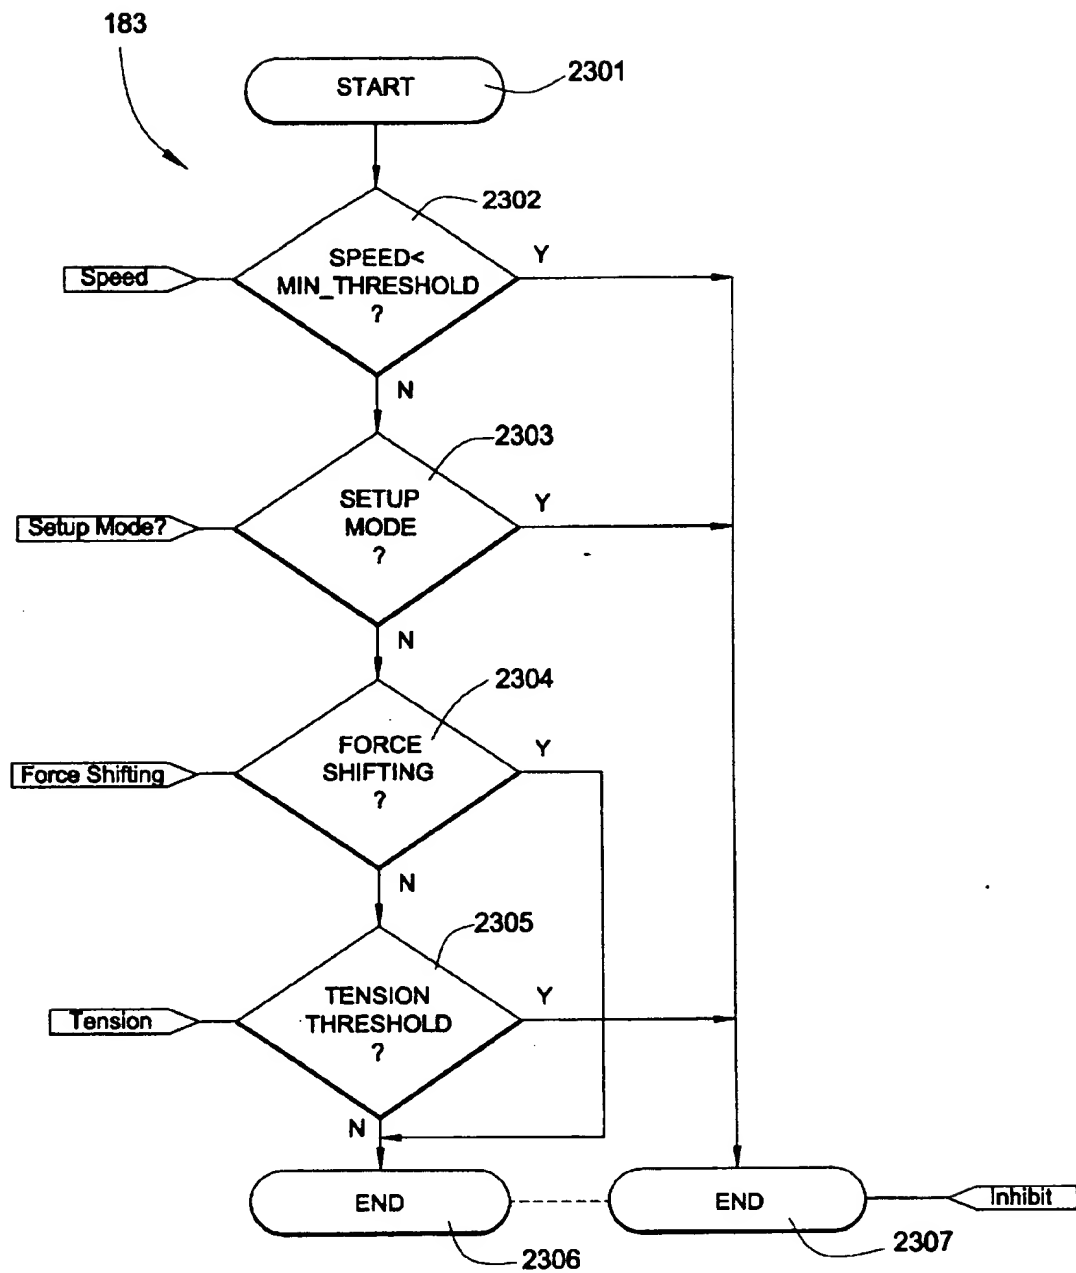 183
START
2301
2302
SPEED<
MIN_THRESHOLD
?
Y
Speed
N
2303
SETUP
MODE
?
Y
Setup Mode?
N
2304
FORCE
SHIFTING
?
Y
Force Shifting
N
2305
TENSION
THRESHOLD
?
Y
Tension
N
END
END
Inhibit
2306
2307